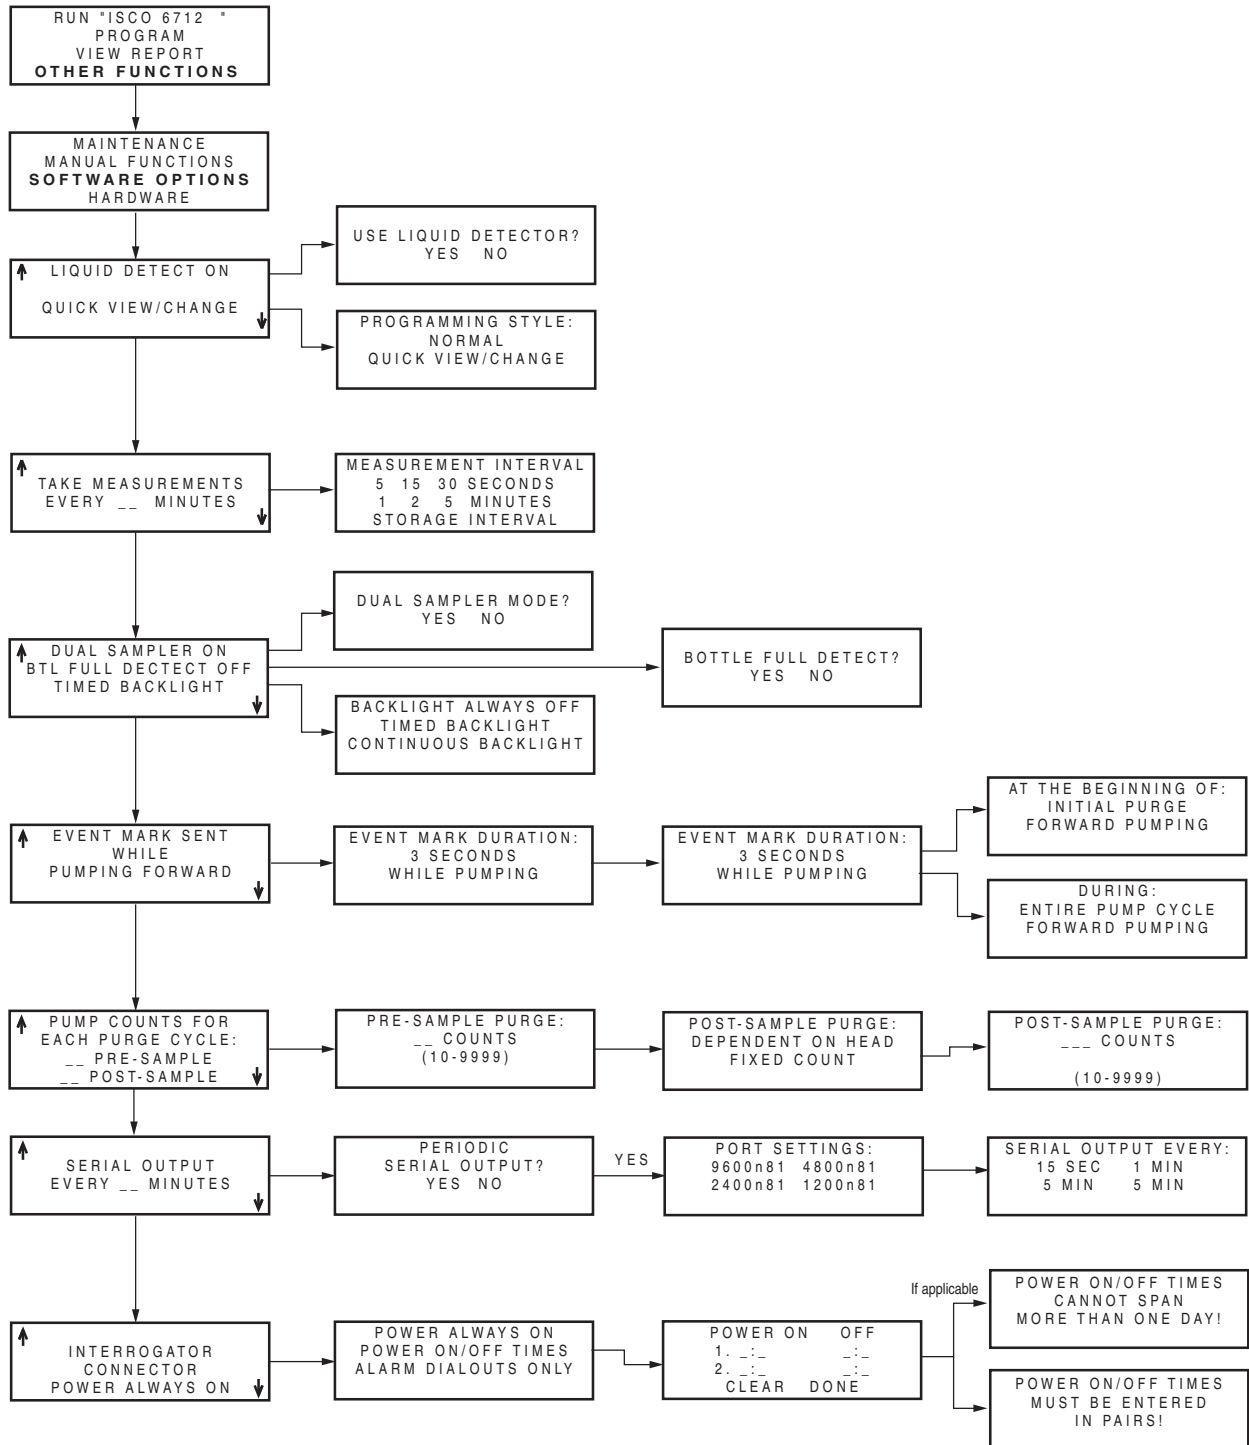 RUN "ISCO 6712 "
PROGRAM
VIEW REPORT
OTHER FUNCTIONS
MAINTENANCE
MANUAL FUNCTIONS
SOFTWARE OPTIONS
HARDWARE
LIQUID DETECT ON
QUICK VIEW/CHANGE
USE LIQUID DETECTOR?
YES NO
PROGRAMMING STYLE:
NORMAL
QUICK VIEW/CHANGE
TAKE MEASUREMENTS
EVERY __ MINUTES
MEASUREMENT INTERVAL
5 15 30 SECONDS
1 2 5 MINUTES
STORAGE INTERVAL
DUAL SAMPLER ON
BTL FULL DECTECT OFF
TIMED BACKLIGHT
DUAL SAMPLER MODE?
YES NO
BOTTLE FULL DETECT?
YES NO
BACKLIGHT ALWAYS OFF
TIMED BACKLIGHT
CONTINUOUS BACKLIGHT
EVENT MARK SENT
WHILE
PUMPING FORWARD
EVENT MARK DURATION:
3 SECONDS
WHILE PUMPING
EVENT MARK DURATION:
3 SECONDS
WHILE PUMPING
AT THE BEGINNING OF:
INITIAL PURGE
FORWARD PUMPING
DURING:
ENTIRE PUMP CYCLE
FORWARD PUMPING
PUMP COUNTS FOR
EACH PURGE CYCLE:
__ PRE-SAMPLE
__ POST-SAMPLE
PRE-SAMPLE PURGE:
__ COUNTS
(10-9999)
POST-SAMPLE PURGE:
DEPENDENT ON HEAD
FIXED COUNT
POST-SAMPLE PURGE:
___ COUNTS
(10-9999)
SERIAL OUTPUT
EVERY __ MINUTES
PERIODIC
SERIAL OUTPUT?
YES NO
YES
PORT SETTINGS:
9600n81 4800n81
2400n81 1200n81
SERIAL OUTPUT EVERY:
15 SEC 1 MIN
5 MIN 5 MIN
INTERROGATOR
CONNECTOR
POWER ALWAYS ON
POWER ALWAYS ON
POWER ON/OFF TIMES
ALARM DIALOUTS ONLY
POWER ON OFF
1. _:_ _:_
2. _:_ _:_
CLEAR DONE
If applicable
POWER ON/OFF TIMES
CANNOT SPAN
MORE THAN ONE DAY!
POWER ON/OFF TIMES
MUST BE ENTERED
IN PAIRS!